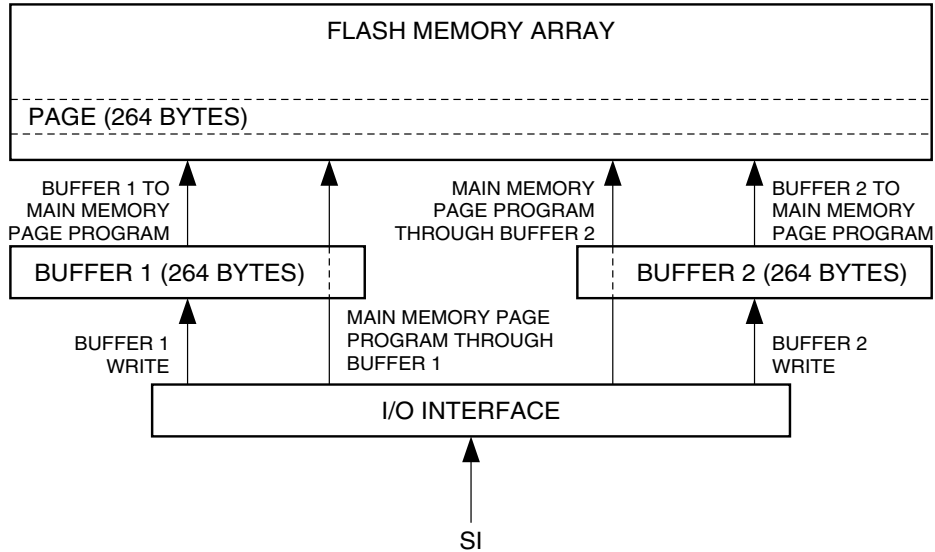 FLASH MEMORY ARRAY
PAGE (264 BYTES)
BUFFER 1 TO
MAIN MEMORY
PAGE PROGRAM
MAIN MEMORY
PAGE PROGRAM
THROUGH BUFFER 2
BUFFER 2 TO
MAIN MEMORY
PAGE PROGRAM
BUFFER 1 (264 BYTES)
BUFFER 2 (264 BYTES)
BUFFER 1
WRITE
MAIN MEMORY PAGE
PROGRAM THROUGH
BUFFER 1
BUFFER 2
WRITE
I/O INTERFACE
SI